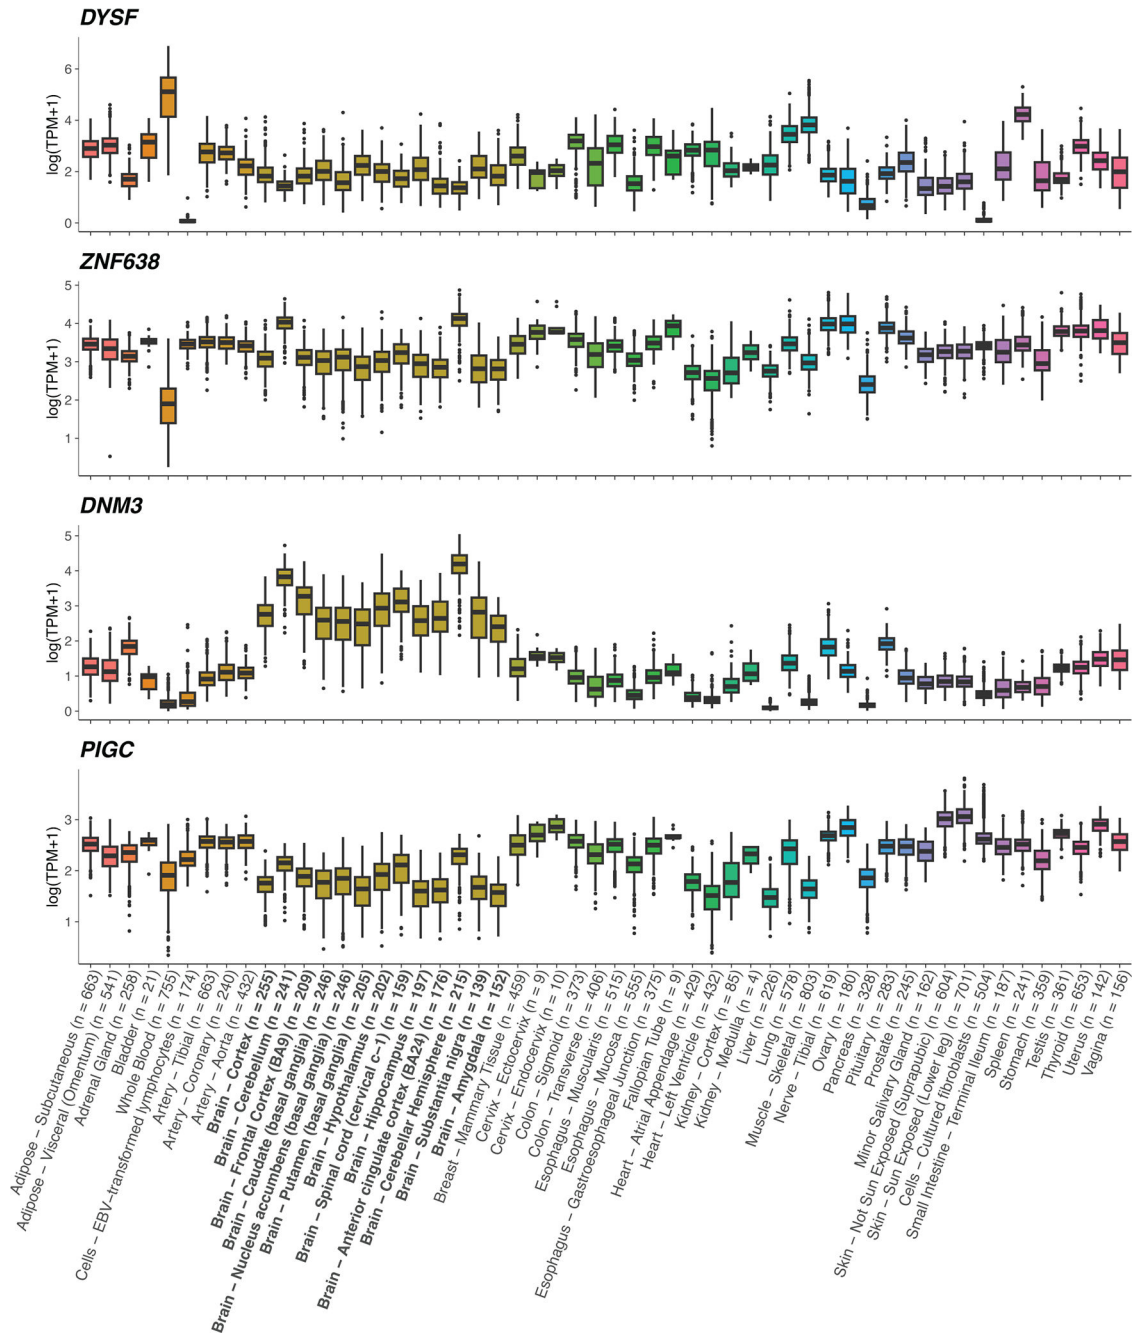 DYSF
log(TPM+1)
6
4
2
0
ZNF638
log(TPM+1)
5
4
3
2
1
DNM3
log(TPM+1)
5
4
3
2
1
0
PIGC
log(TPM+1)
3
2
1
Adipose – Subcutaneous (n = 663)
Adipose – Visceral (Omentum) (n = 541)
Adrenal Gland (n = 258)
Bladder (n = 21)
Whole Blood (n = 755)
Cells – EBV–transformed lymphocytes (n = 174)
Artery – Tibial (n = 663)
Artery – Coronary (n = 240)
Artery – Aorta (n = 432)
Brain – Cortex (n = 255)
Brain – Cerebellum (n = 241)
Brain – Frontal Cortex (BA9) (n = 209)
Brain – Caudate (basal ganglia) (n = 246)
Brain – Nucleus accumbens (basal ganglia) (n = 246)
Brain – Putamen (basal ganglia) (n = 205)
Brain – Hypothalamus (n = 202)
Brain – Spinal cord (cervical c–1) (n = 159)
Brain – Hippocampus (n = 197)
Brain – Anterior cingulate cortex (BA24) (n = 176)
Brain – Cerebellar Hemisphere (n = 215)
Brain – Substantia nigra (n = 139)
Brain – Amygdala (n = 152)
Breast – Mammary Tissue (n = 459)
Cervix – Ectocervix (n = 9)
Cervix – Endocervix (n = 10)
Colon – Sigmoid (n = 373)
Colon – Transverse (n = 406)
Esophagus – Muscularis (n = 515)
Esophagus – Mucosa (n = 555)
Esophagus – Gastroesophageal Junction (n = 375)
Fallopian Tube (n = 9)
Heart – Atrial Appendage (n = 429)
Heart – Left Ventricle (n = 432)
Kidney – Cortex (n = 85)
Kidney – Medulla (n = 4)
Liver (n = 226)
Lung (n = 578)
Muscle – Skeletal (n = 803)
Nerve – Tibial (n = 619)
Ovary (n = 180)
Pancreas (n = 328)
Pituitary (n = 283)
Prostate (n = 245)
Minor Salivary Gland (n = 162)
Skin – Not Sun Exposed (Suprapubic) (n = 604)
Skin – Sun Exposed (Lower leg) (n = 701)
Cells – Cultured fibroblasts (n = 504)
Small Intestine – Terminal Ileum (n = 187)
Spleen (n = 241)
Stomach (n = 359)
Testis (n = 361)
Thyroid (n = 653)
Uterus (n = 142)
Vagina (n = 156)